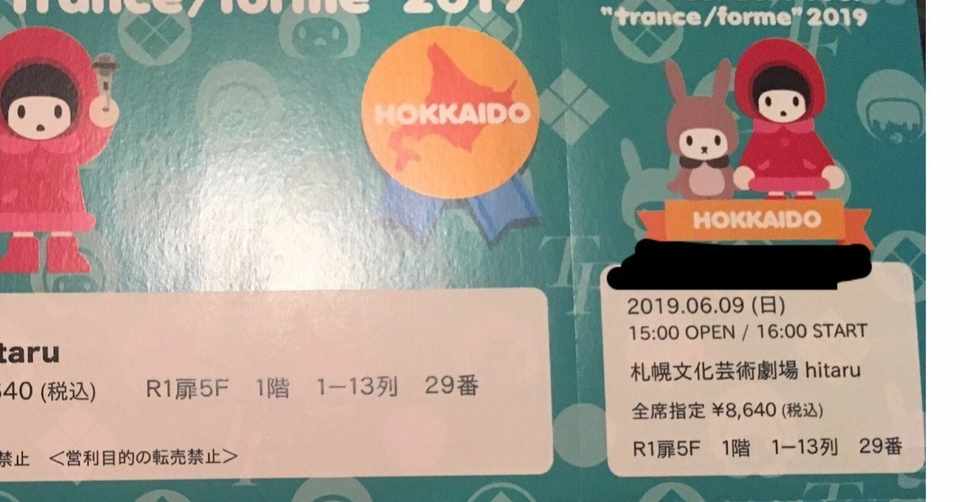 trance/forme" 2019
HOKKAIDO
taru
640 (税込)
R1扉5F 1階 1−13列 29番
禁止 <営利目的の転売禁止>
"trance/forme"2019
HOKKAIDO
2019.06.09 (日)
15:00 OPEN / 16:00 START
札幌文化芸術劇場 hitaru
全席指定 ¥8,640 (税込)
R1扉5F 1階 1−13列 29番